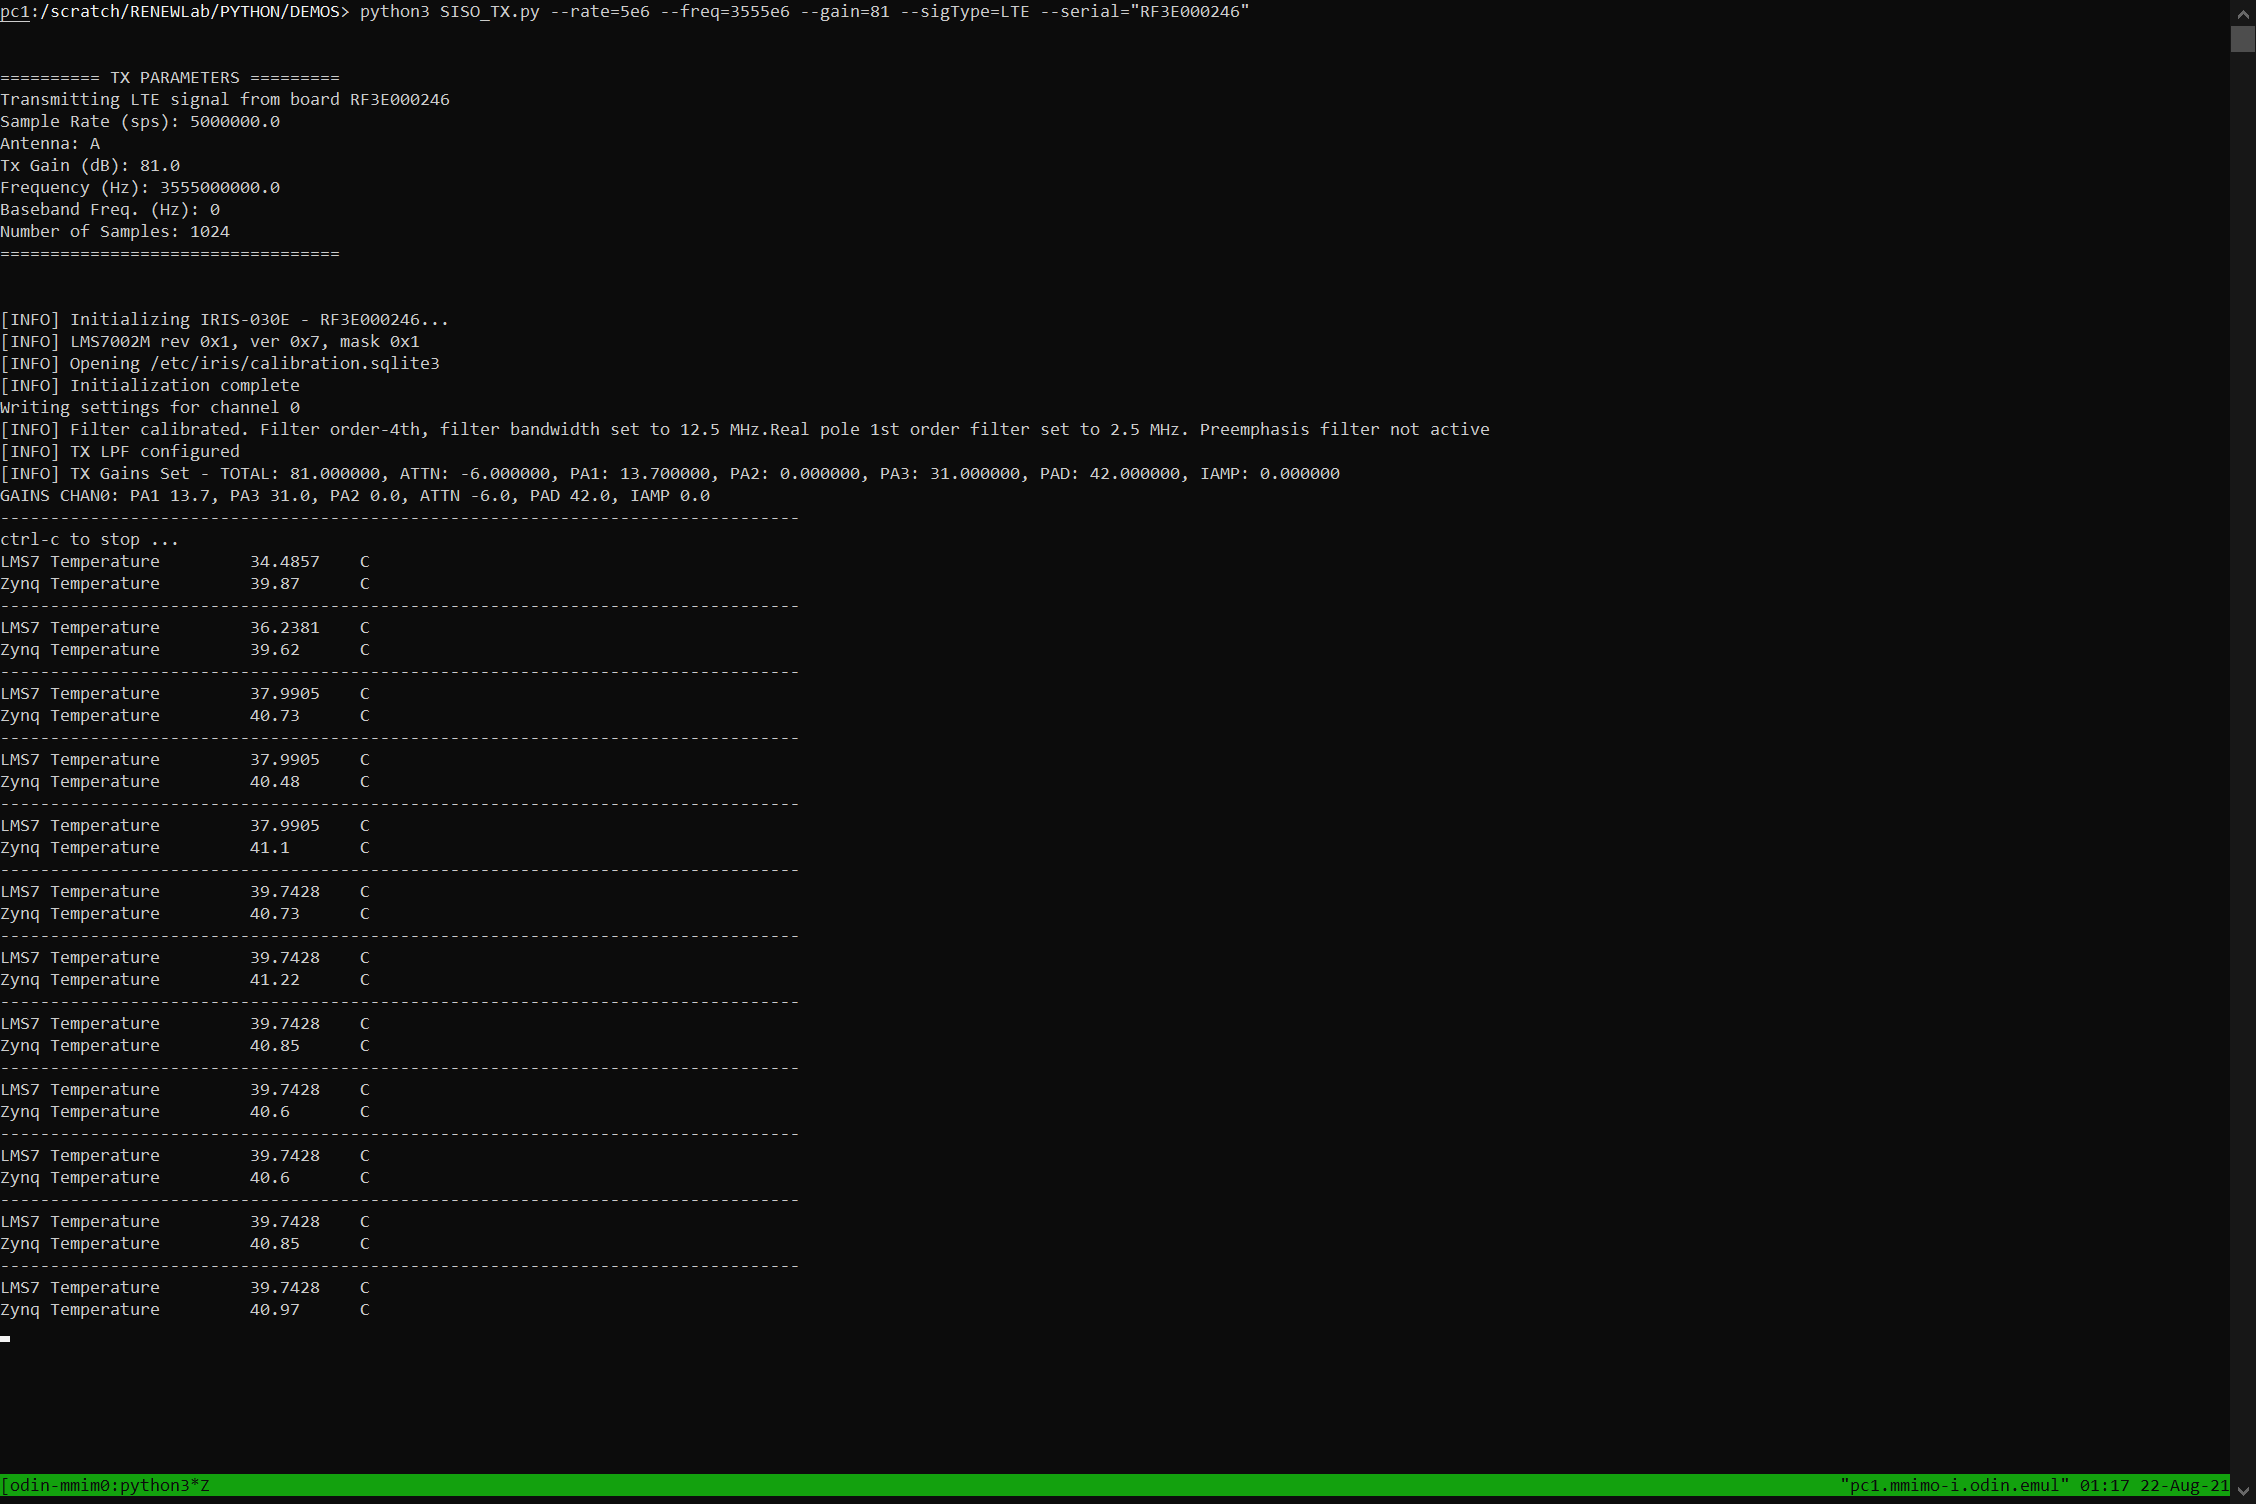 pc1:/scratch/RENEWLab/PYTHON/DEMOS> python3 SISO_TX.py --rate=5e6 --freq=3555e6 --gain=81 --sigType=LTE --serial="RF3E000246"
========== TX PARAMETERS =========
Transmitting LTE signal from board RF3E000246
Sample Rate (sps): 5000000.0
Antenna: A
Tx Gain (dB): 81.0
Frequency (Hz): 3555000000.0
Baseband Freq. (Hz): 0
Number of Samples: 1024
==================================
[INFO] Initializing IRIS-030E - RF3E000246...
[INFO] LMS7002M rev 0x1, ver 0x7, mask 0x1
[INFO] Opening /etc/iris/calibration.sqlite3
[INFO] Initialization complete
Writing settings for channel 0
[INFO] Filter calibrated. Filter order-4th, filter bandwidth set to 12.5 MHz.Real pole 1st order filter set to 2.5 MHz. Preemphasis filter not active
[INFO] TX LPF configured
[INFO] TX Gains Set - TOTAL: 81.000000, ATTN: -6.000000, PA1: 13.700000, PA2: 0.000000, PA3: 31.000000, PAD: 42.000000, IAMP: 0.000000
GAINS CHAN0: PA1 13.7, PA3 31.0, PA2 0.0, ATTN -6.0, PAD 42.0, IAMP 0.0
--------------------------------------------------------------------------------
ctrl-c to stop ...
LMS7 Temperature         34.4857    C
Zynq Temperature         39.87      C
--------------------------------------------------------------------------------
LMS7 Temperature         36.2381    C
Zynq Temperature         39.62      C
--------------------------------------------------------------------------------
LMS7 Temperature         37.9905    C
Zynq Temperature         40.73      C
--------------------------------------------------------------------------------
LMS7 Temperature         37.9905    C
Zynq Temperature         40.48      C
--------------------------------------------------------------------------------
LMS7 Temperature         37.9905    C
Zynq Temperature         41.1       C
--------------------------------------------------------------------------------
LMS7 Temperature         39.7428    C
Zynq Temperature         40.73      C
--------------------------------------------------------------------------------
LMS7 Temperature         39.7428    C
Zynq Temperature         41.22      C
--------------------------------------------------------------------------------
LMS7 Temperature         39.7428    C
Zynq Temperature         40.85      C
--------------------------------------------------------------------------------
LMS7 Temperature         39.7428    C
Zynq Temperature         40.6       C
--------------------------------------------------------------------------------
LMS7 Temperature         39.7428    C
Zynq Temperature         40.6       C
--------------------------------------------------------------------------------
LMS7 Temperature         39.7428    C
Zynq Temperature         40.85      C
--------------------------------------------------------------------------------
LMS7 Temperature         39.7428    C
Zynq Temperature         40.97      C
[odin-mmim0:python3*Z "pc1.mmimo-i.odin.emul" 01:17 22-Aug-21